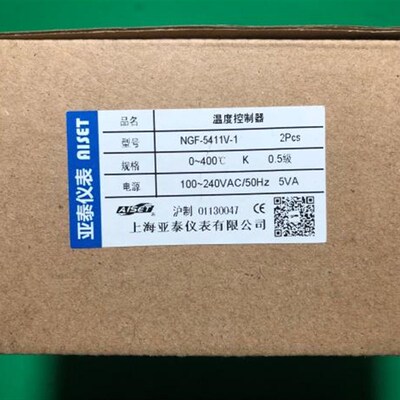 亚泰仪表 AISET
品名 温度控制器
型号 NGF-5411V-1 2Pcs
规格 0~400℃ K 0.5级
电源 100~240VAC/50Hz 5VA
AISET 沪制 01130047 CE
上海亚泰仪表有限公司